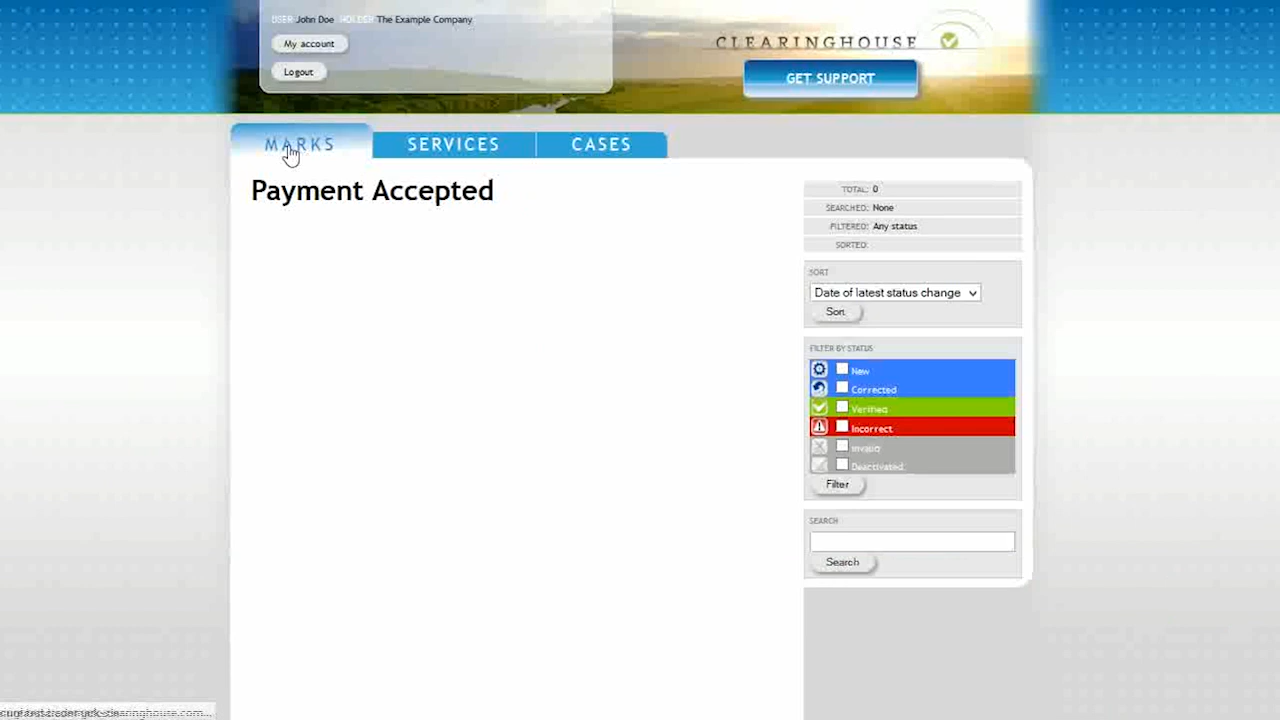 USER John Doe HOLDER The Example Company
My account
Logout
CLEARINGHOUSE
GET SUPPORT
MARKS
SERVICES
CASES
Payment Accepted
TOTAL: 0
SEARCHED: None
FILTERED: Any status
SORTED:
SORT
Date of latest status change
Sort
FILTER BY STATUS
New
Corrected
Verified
Incorrect
Invalid
Deactivated
Filter
SEARCH
Search